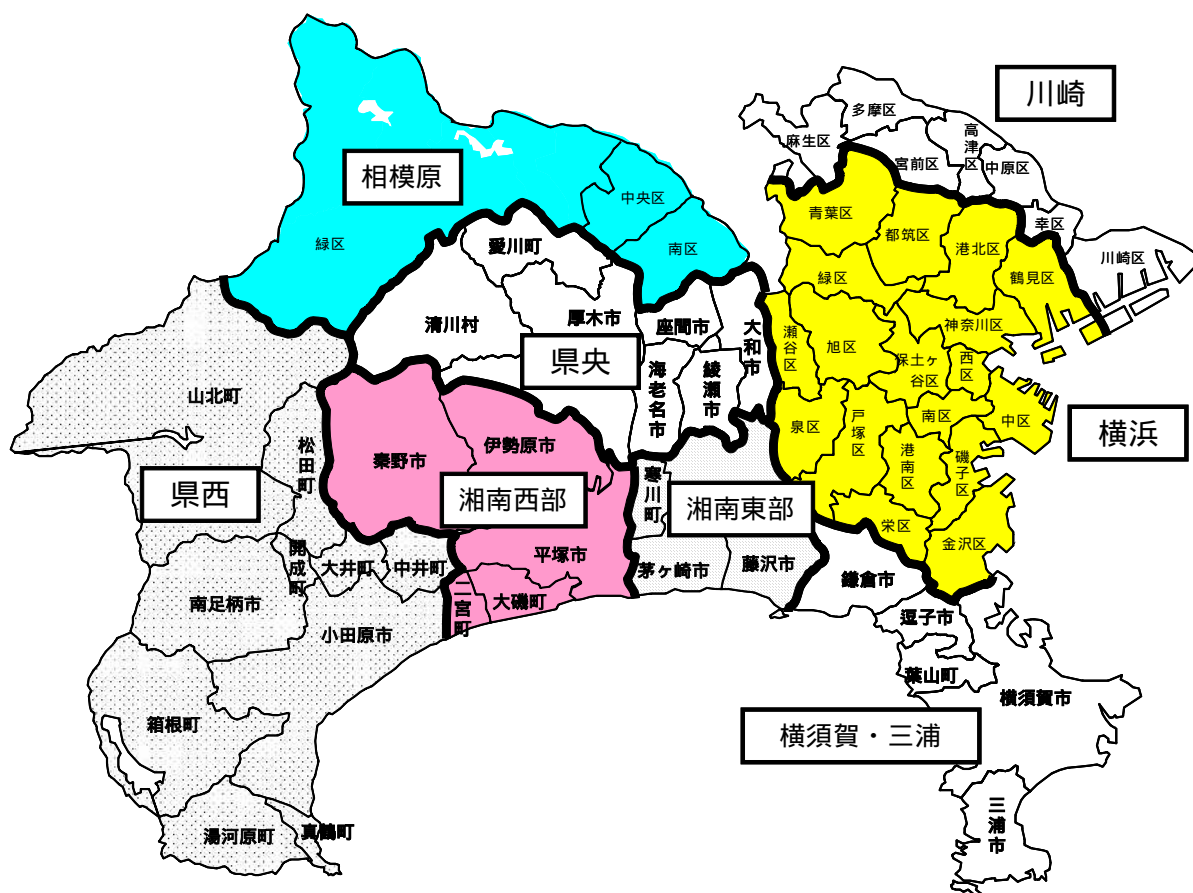 川崎
多摩区
麻生区
高津区
宮前区
中原区
幸区
川崎区
相模原
中央区
緑区
南区
青葉区
都筑区
港北区
鶴見区
緑区
神奈川区
瀬谷区
旭区
保土ヶ
谷区
西区
泉区
戸塚区
南区
中区
横浜
港南区
磯子区
栄区
金沢区
愛川町
清川村
厚木市
座間市
大和市
県央
海老名市
綾瀬市
山北町
松田町
県西
開成町
大井町
中井町
南足柄市
小田原市
箱根町
湯河原町
真鶴町
秦野市
伊勢原市
湘南西部
平塚市
二宮町
大磯町
寒川町
湘南東部
茅ヶ崎市
藤沢市
鎌倉市
逗子市
葉山町
横須賀市
横須賀・三浦
三浦市